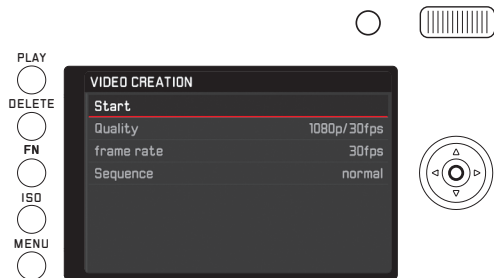 PLAY
DELETE
FN
ISO
MENU
VIDEO CREATION
Start
Quality 1080p/30fps
frame rate 30fps
Sequence normal